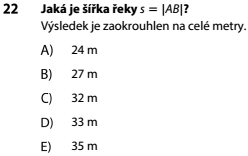 22 Jaká je šířka řeky s = |AB|?
Výsledek je zaokrouhlen na celé metry.
A) 24 m
B) 27 m
C) 32 m
D) 33 m
E) 35 m